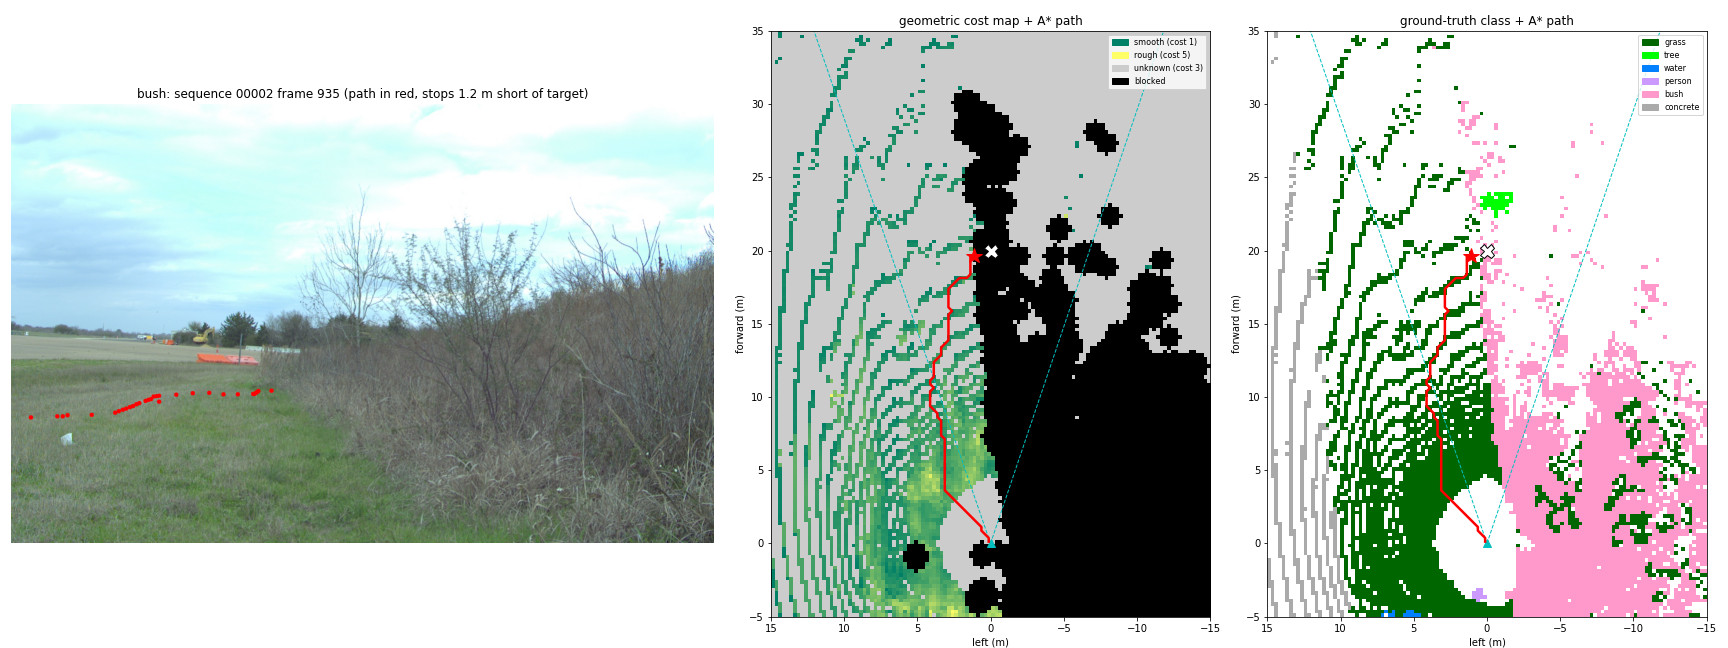 bush: sequence 00002 frame 935 (path in red, stops 1.2 m short of target)
geometric cost map + A* path
35
30
25
20
15
10
5
0
−5
forward (m)
15
10
5
0
−5
−10
−15
left (m)
smooth (cost 1)
rough (cost 5)
unknown (cost 3)
blocked
ground-truth class + A* path
35
30
25
20
15
10
5
0
−5
forward (m)
15
10
5
0
−5
−10
−15
left (m)
grass
tree
water
person
bush
concrete